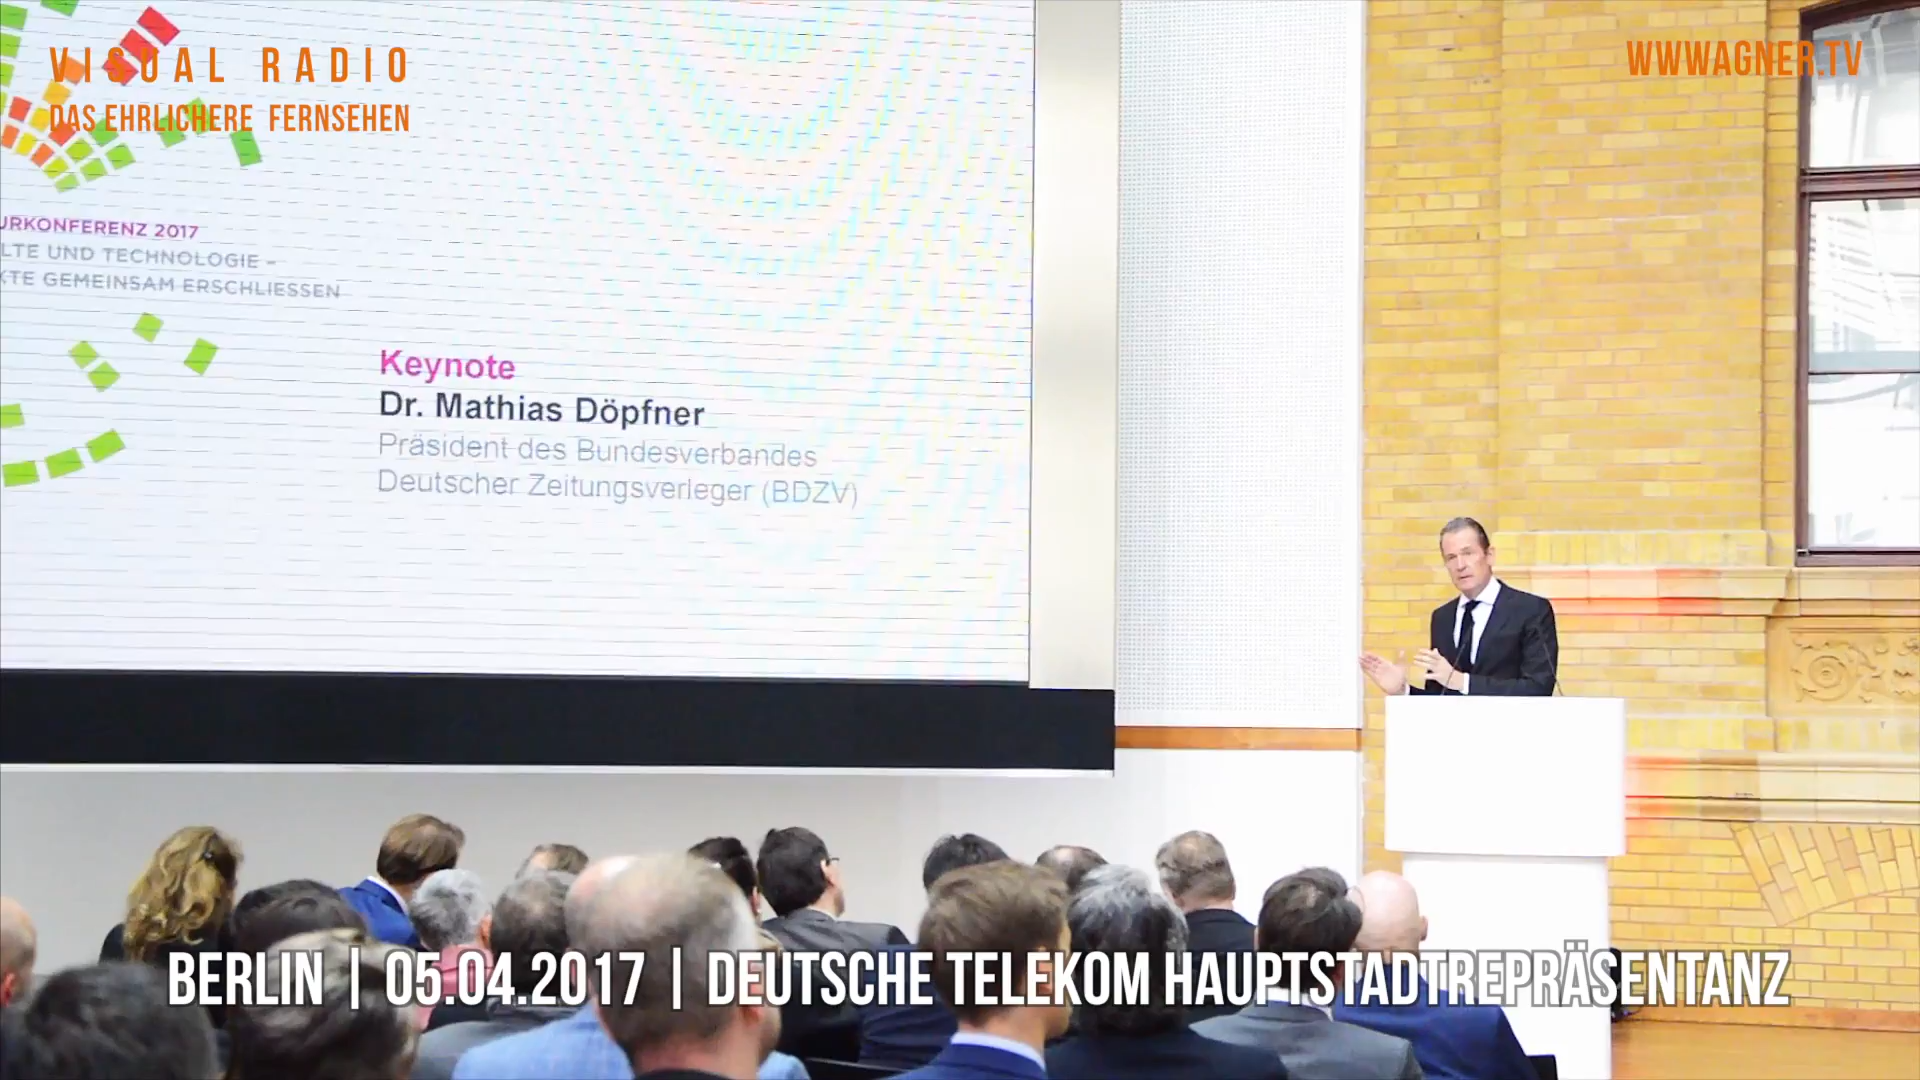 VISUAL RADIO
DAS EHRLICHERE FERNSEHEN
WWWAGNER.TV
URKONFERENZ 2017
LTE UND TECHNOLOGIE –
KTE GEMEINSAM ERSCHLIESSEN
Keynote
Dr. Mathias Döpfner
Präsident des Bundesverbandes
Deutscher Zeitungsverleger (BDZV)
BERLIN | 05.04.2017 | DEUTSCHE TELEKOM HAUPTSTADTREPRÄSENTANZ